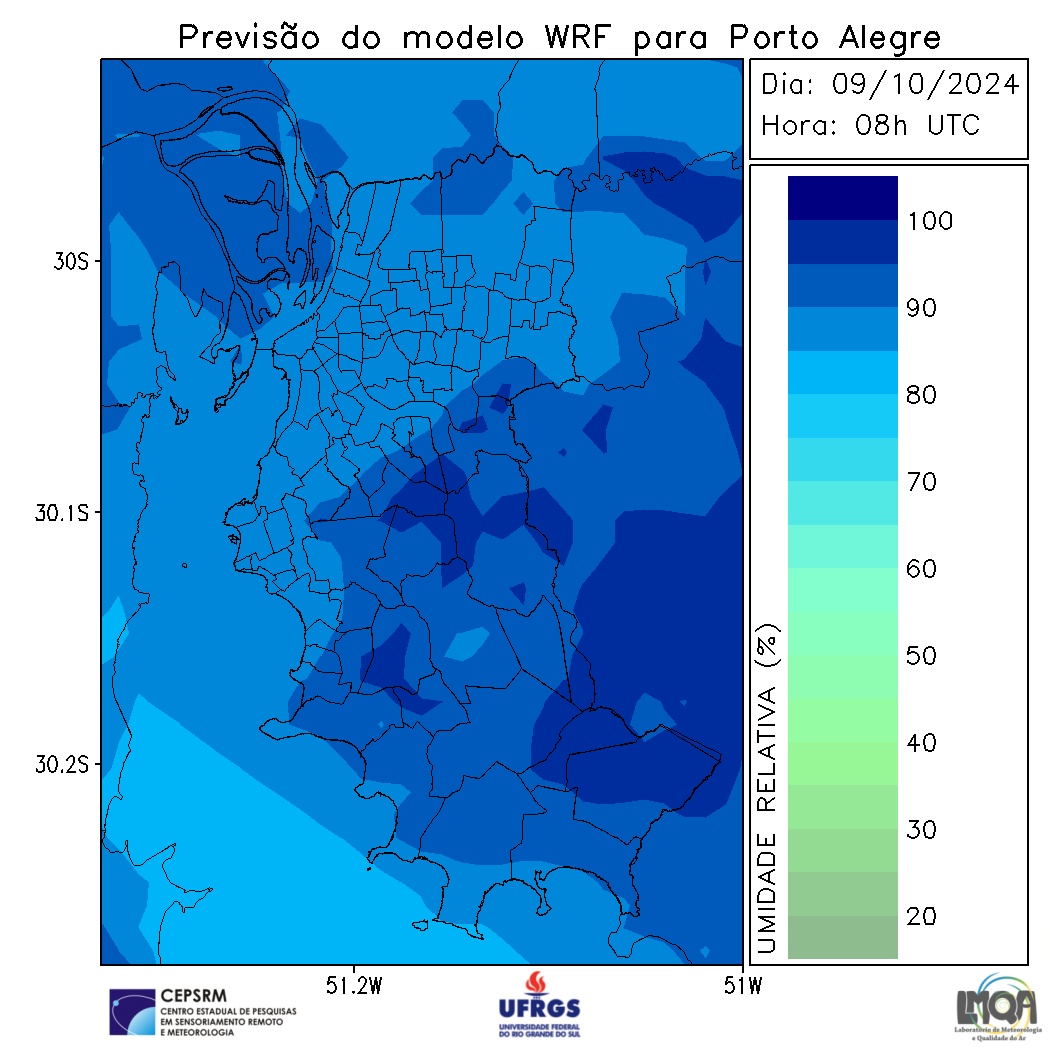 Previsão do modelo WRF para Porto Alegre
Dia: 09/10/2024
Hora: 08h UTC
100
90
80
70
60
50
40
30
20
UMIDADE RELATIVA (%)
30S
30.1S
30.2S
51.2W
51W
CEPSRM
CENTRO ESTADUAL DE PESQUISAS
EM SENSORIAMENTO REMOTO
E METEOROLOGIA
UFRGS
UNIVERSIDADE FEDERAL
DO RIO GRANDE DO SUL
LMQA
Laboratório de Meteorologia
e Qualidade do Ar